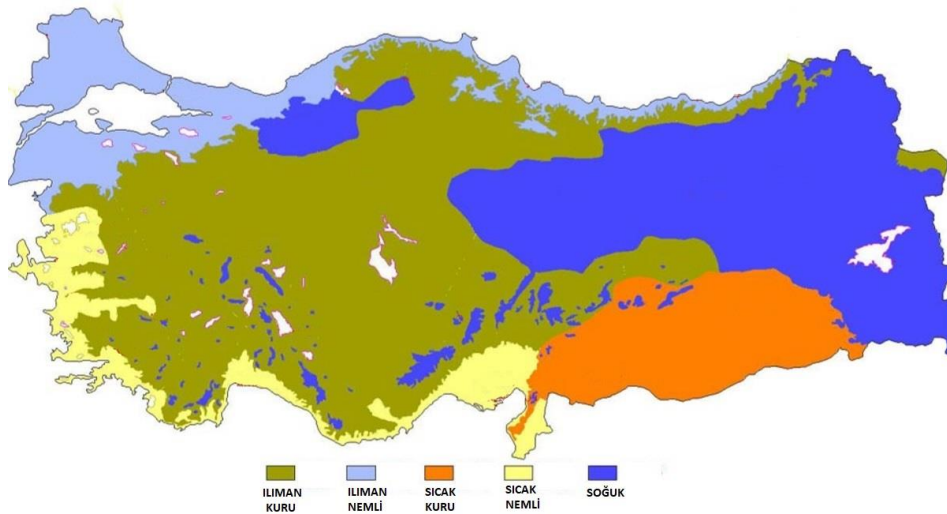 ILIMAN
KURU
ILIMAN
NEMLİ
SICAK
KURU
SICAK
NEMLİ
SOĞUK